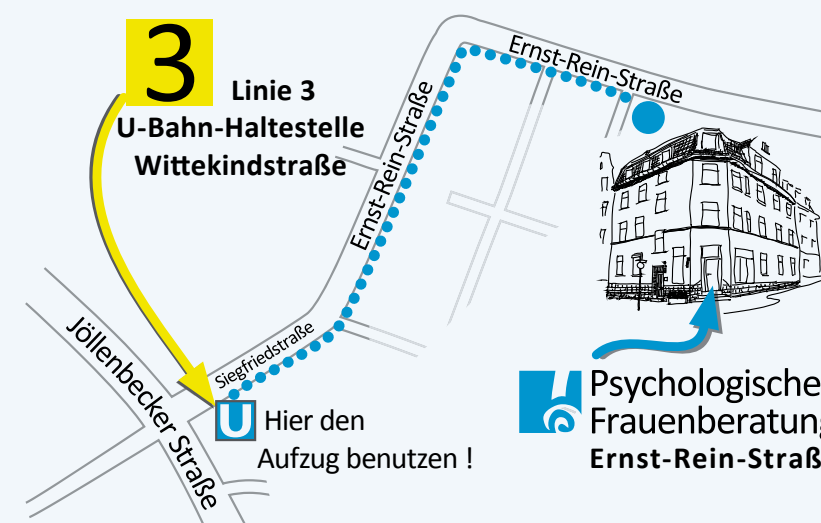 3
Linie 3
U-Bahn-Haltestelle
Wittekindstraße
Ernst-Rein-Straße
Ernst-Rein-Straße
Siegfriedstraße
Jöllenbecker Straße
U Hier den
Aufzug benutzen !
Psychologische
Frauenberatung
Ernst-Rein-Straß